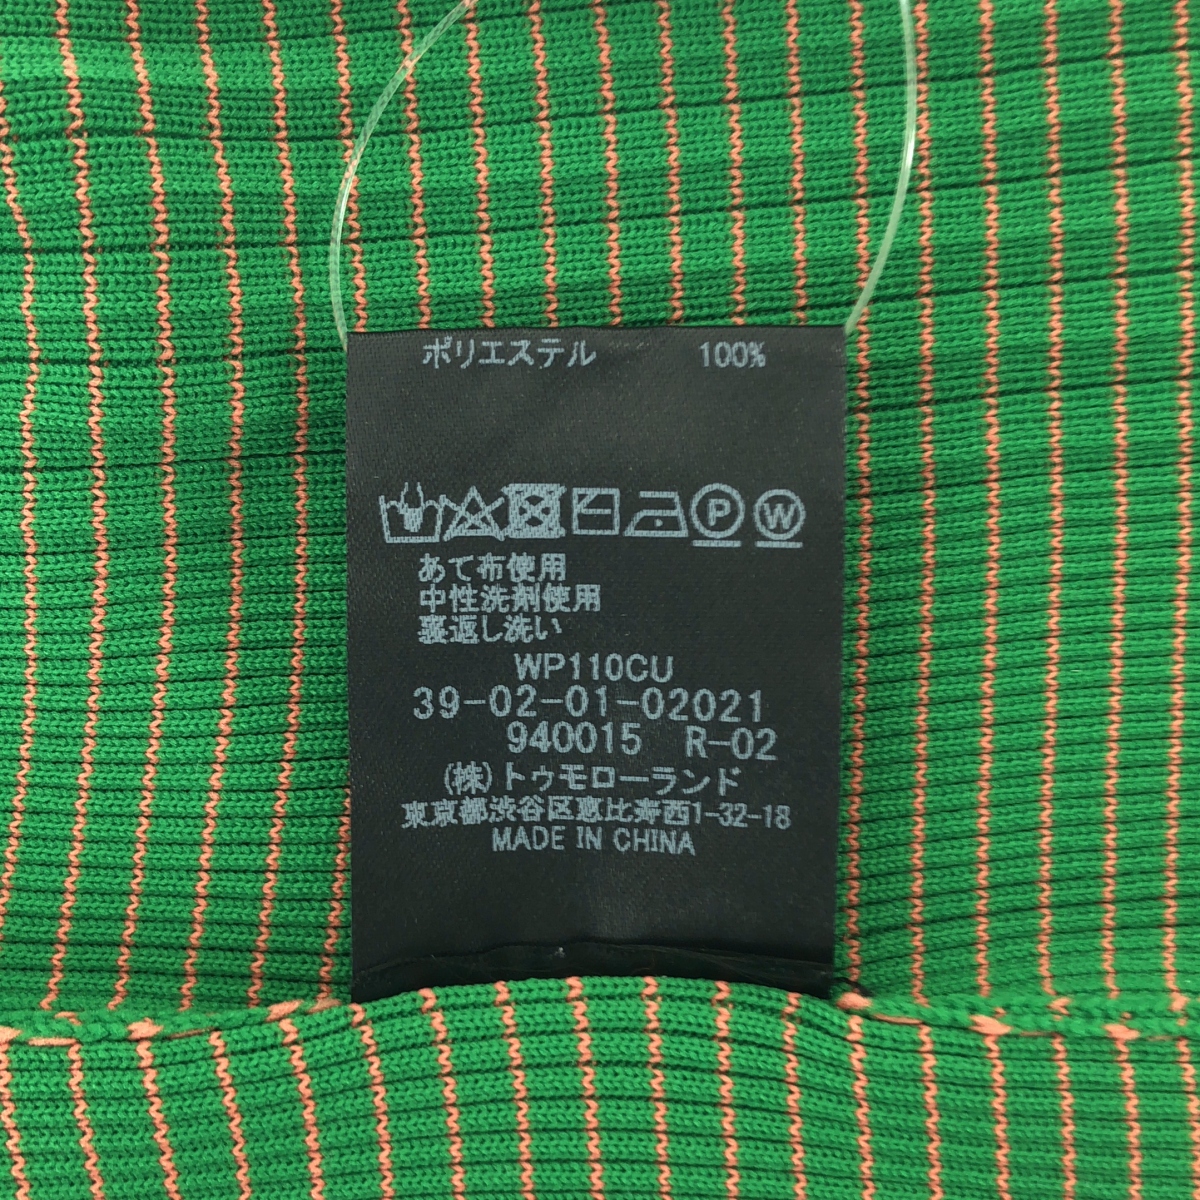 ポリエステル 100%
P W
あて布使用
中性洗剤使用
裏返し洗い
WP110CU
39-02-01-02021
940015 R-02
(株)トゥモローランド
東京都渋谷区恵比寿西1-32-18
MADE IN CHINA